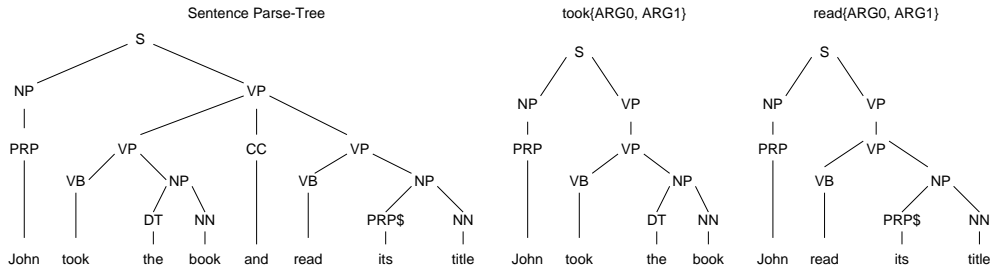 Sentence Parse-Tree took{ARG0, ARG1} read{ARG0, ARG1}
S S S
NP VP NP VP NP VP
PRP VP CC VP PRP VP PRP VP
VB NP VB NP VB NP VB NP
DT NN PRP$ NN DT NN PRP$ NN
John took the book and read its title John took the book John read its title